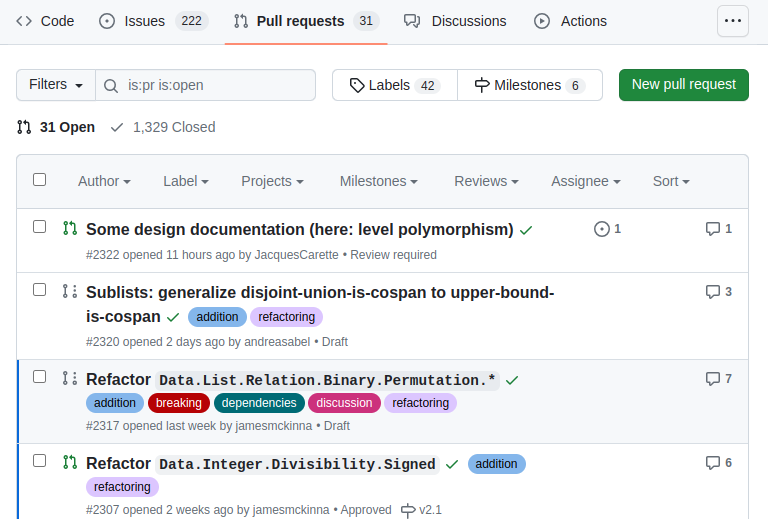 Code Issues 222 Pull requests 31 Discussions Actions
Filters is:pr is:open Labels 42 Milestones 6 New pull request
31 Open 1,329 Closed
Author Label Projects Milestones Reviews Assignee Sort
Some design documentation (here: level polymorphism) 1 1
#2322 opened 11 hours ago by JacquesCarette • Review required
Sublists: generalize disjoint-union-is-cospan to upper-bound- 3
is-cospan addition refactoring
#2320 opened 2 days ago by andreasabel • Draft
Refactor Data.List.Relation.Binary.Permutation.* 7
addition breaking dependencies discussion refactoring
#2317 opened last week by jamesmckinna • Draft
Refactor Data.Integer.Divisibility.Signed addition 6
refactoring
#2307 opened 2 weeks ago by jamesmckinna • Approved v2.1